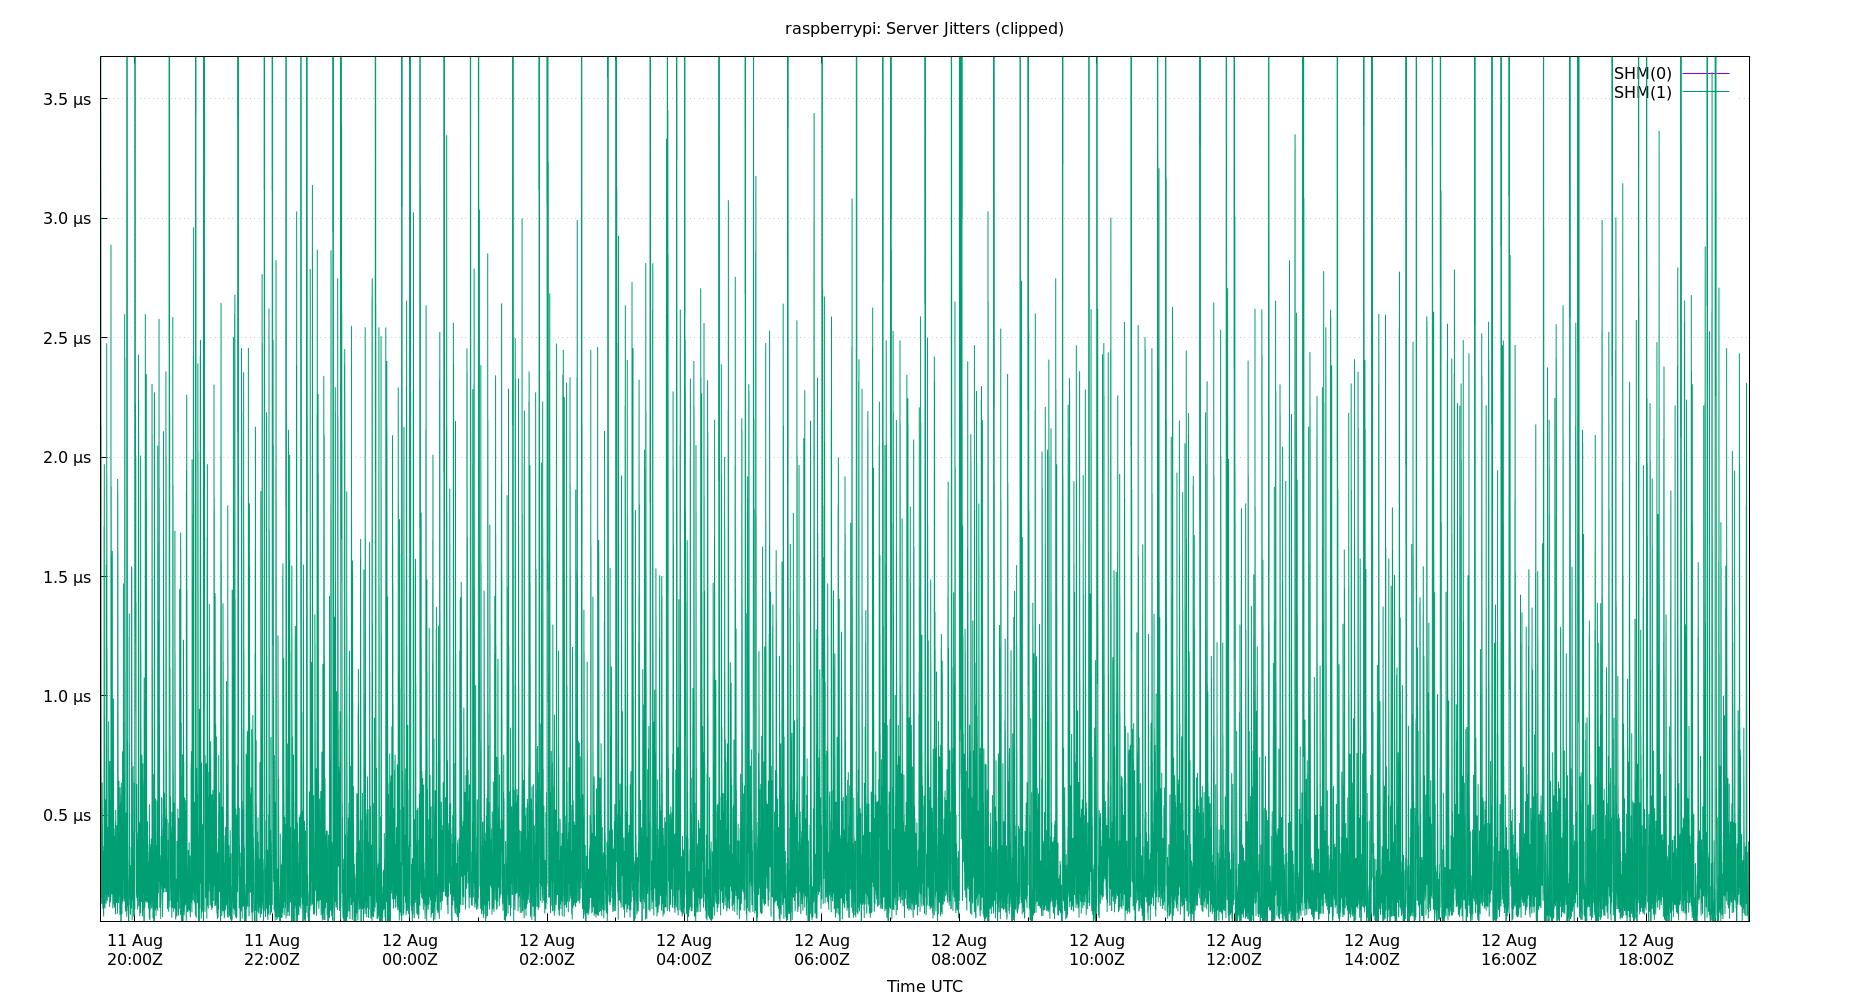 raspberrypi: Server Jitters (clipped)
SHM(0)
SHM(1)
3.5 μs
3.0 μs
2.5 μs
2.0 μs
1.5 μs
1.0 μs
0.5 μs
11 Aug 11 Aug 12 Aug 12 Aug 12 Aug 12 Aug 12 Aug 12 Aug 12 Aug 12 Aug 12 Aug 12 Aug
20:00Z 22:00Z 00:00Z 02:00Z 04:00Z 06:00Z 08:00Z 10:00Z 12:00Z 14:00Z 16:00Z 18:00Z
Time UTC